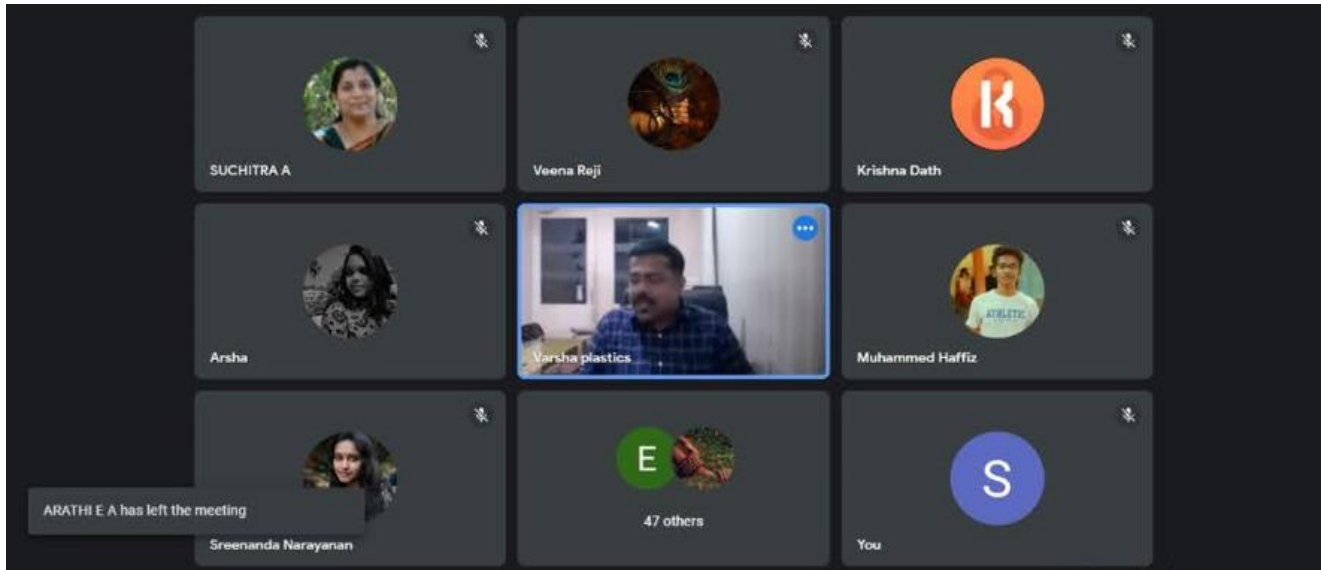 SUCHITRA A
Veena Reji
K
Krishna Dath
Arsha
Varsha plastics
ATHLETIC
Muhammed Haffiz
ARATHI E A has left the meeting
Sreenanda Narayanan
E
47 others
S
You